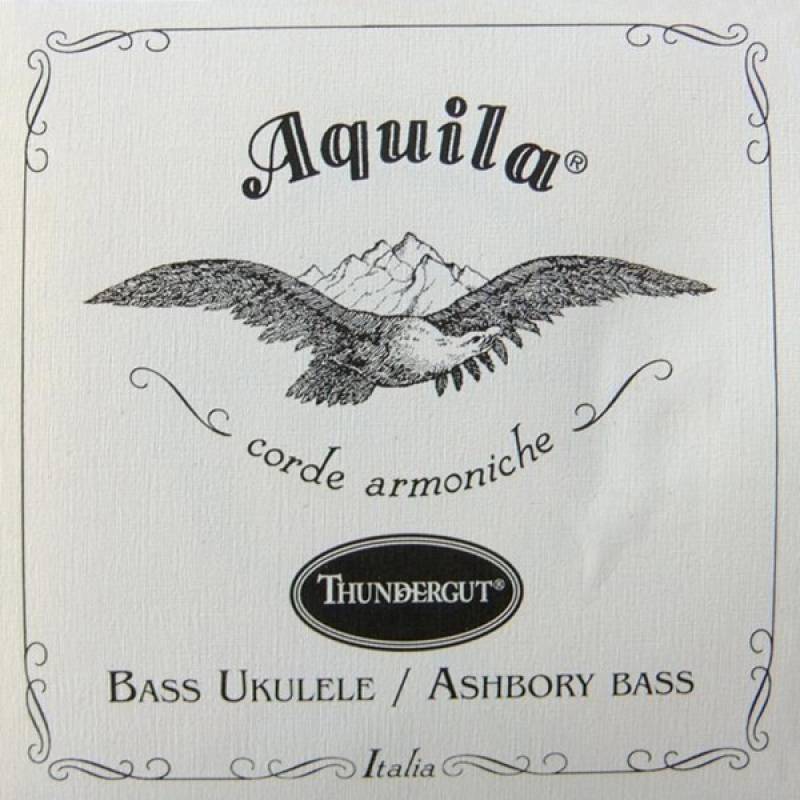 Aquila®
corde armoniche
THUNDERGUT®
BASS UKULELE / ASHBORY BASS
Italia